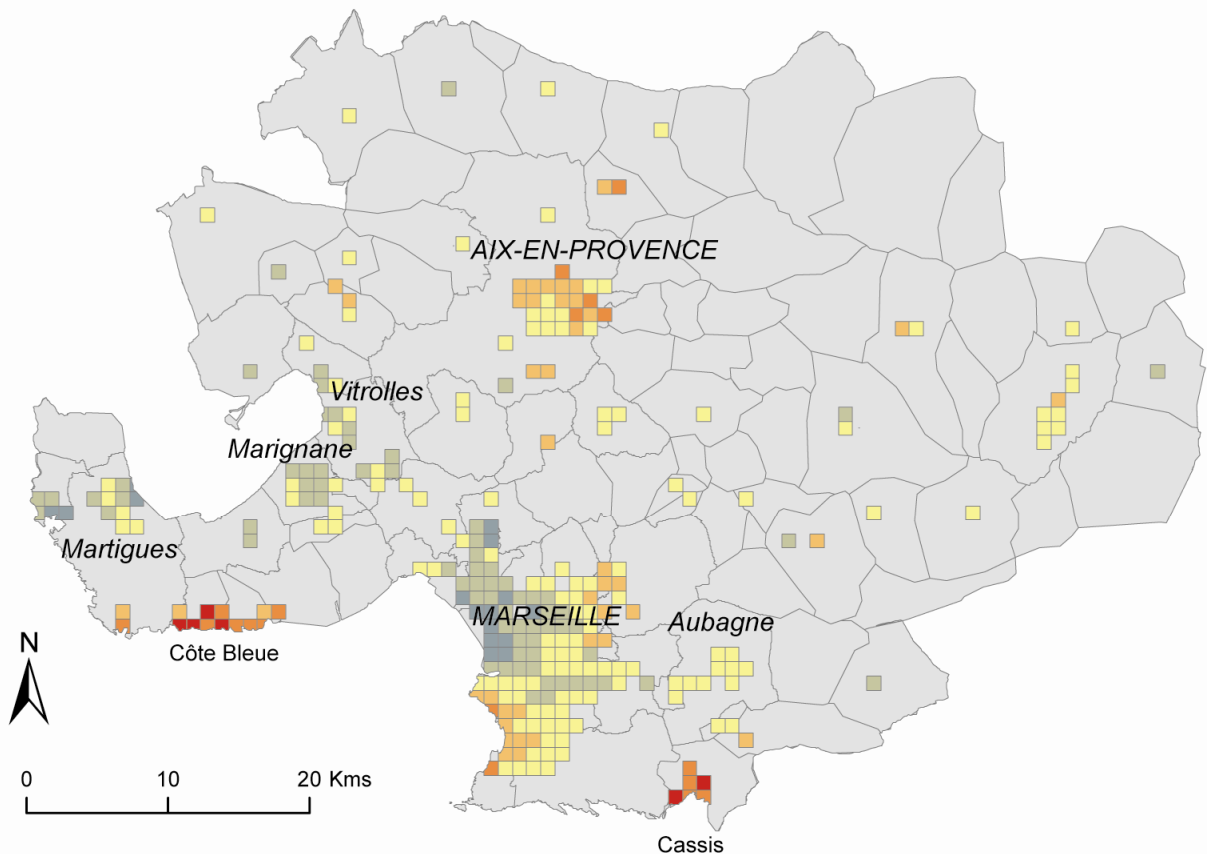 AIX-EN-PROVENCE
Vitrolles
Marignane
Martigues
MARSEILLE
Aubagne
N
Côte Bleue
0 10 20 Kms
Cassis